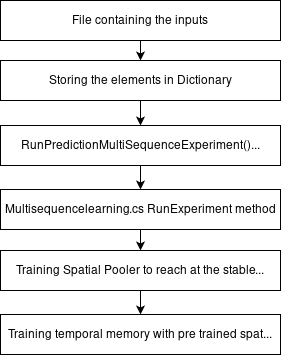 File containing the inputs
Storing the elements in Dictionary
RunPredictionMultiSequenceExperiment()...
Multisequencelearning.cs RunExperiment method
Training Spatial Pooler to reach at the stable...
Training temporal memory with pre trained spat...